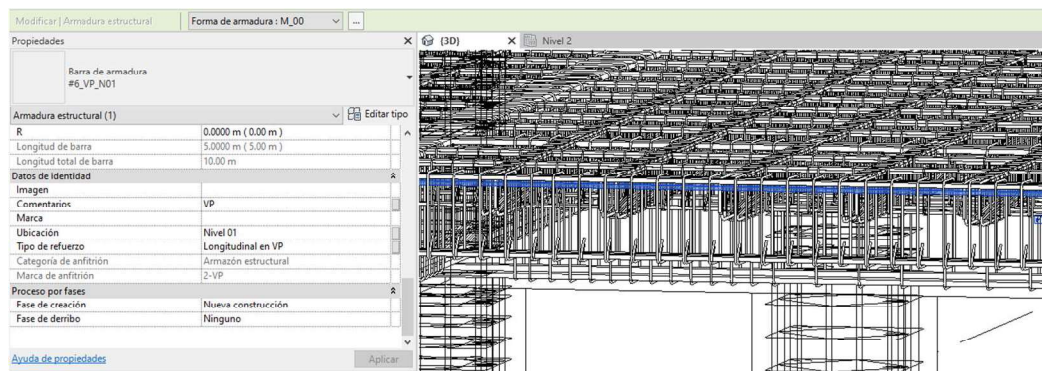 Modificar | Armadura estructural Forma de armadura : M_00 ...
Propiedades (3D) Nivel 2
Barra de armadura
#6_VP_N01
Armadura estructural (1) Editar tipo
R 0.0000 m ( 0.00 m )
Longitud de barra 5.0000 m ( 5.00 m )
Longitud total de barra 10.00 m
Datos de identidad
Imagen
Comentarios VP
Marca
Ubicación Nivel 01
Tipo de refuerzo Longitudinal en VP
Categoría de anfitrión Armazón estructural
Marca de anfitrión 2-VP
Proceso por fases
Fase de creación Nueva construcción
Fase de derribo Ninguno
Ayuda de propiedades Aplicar